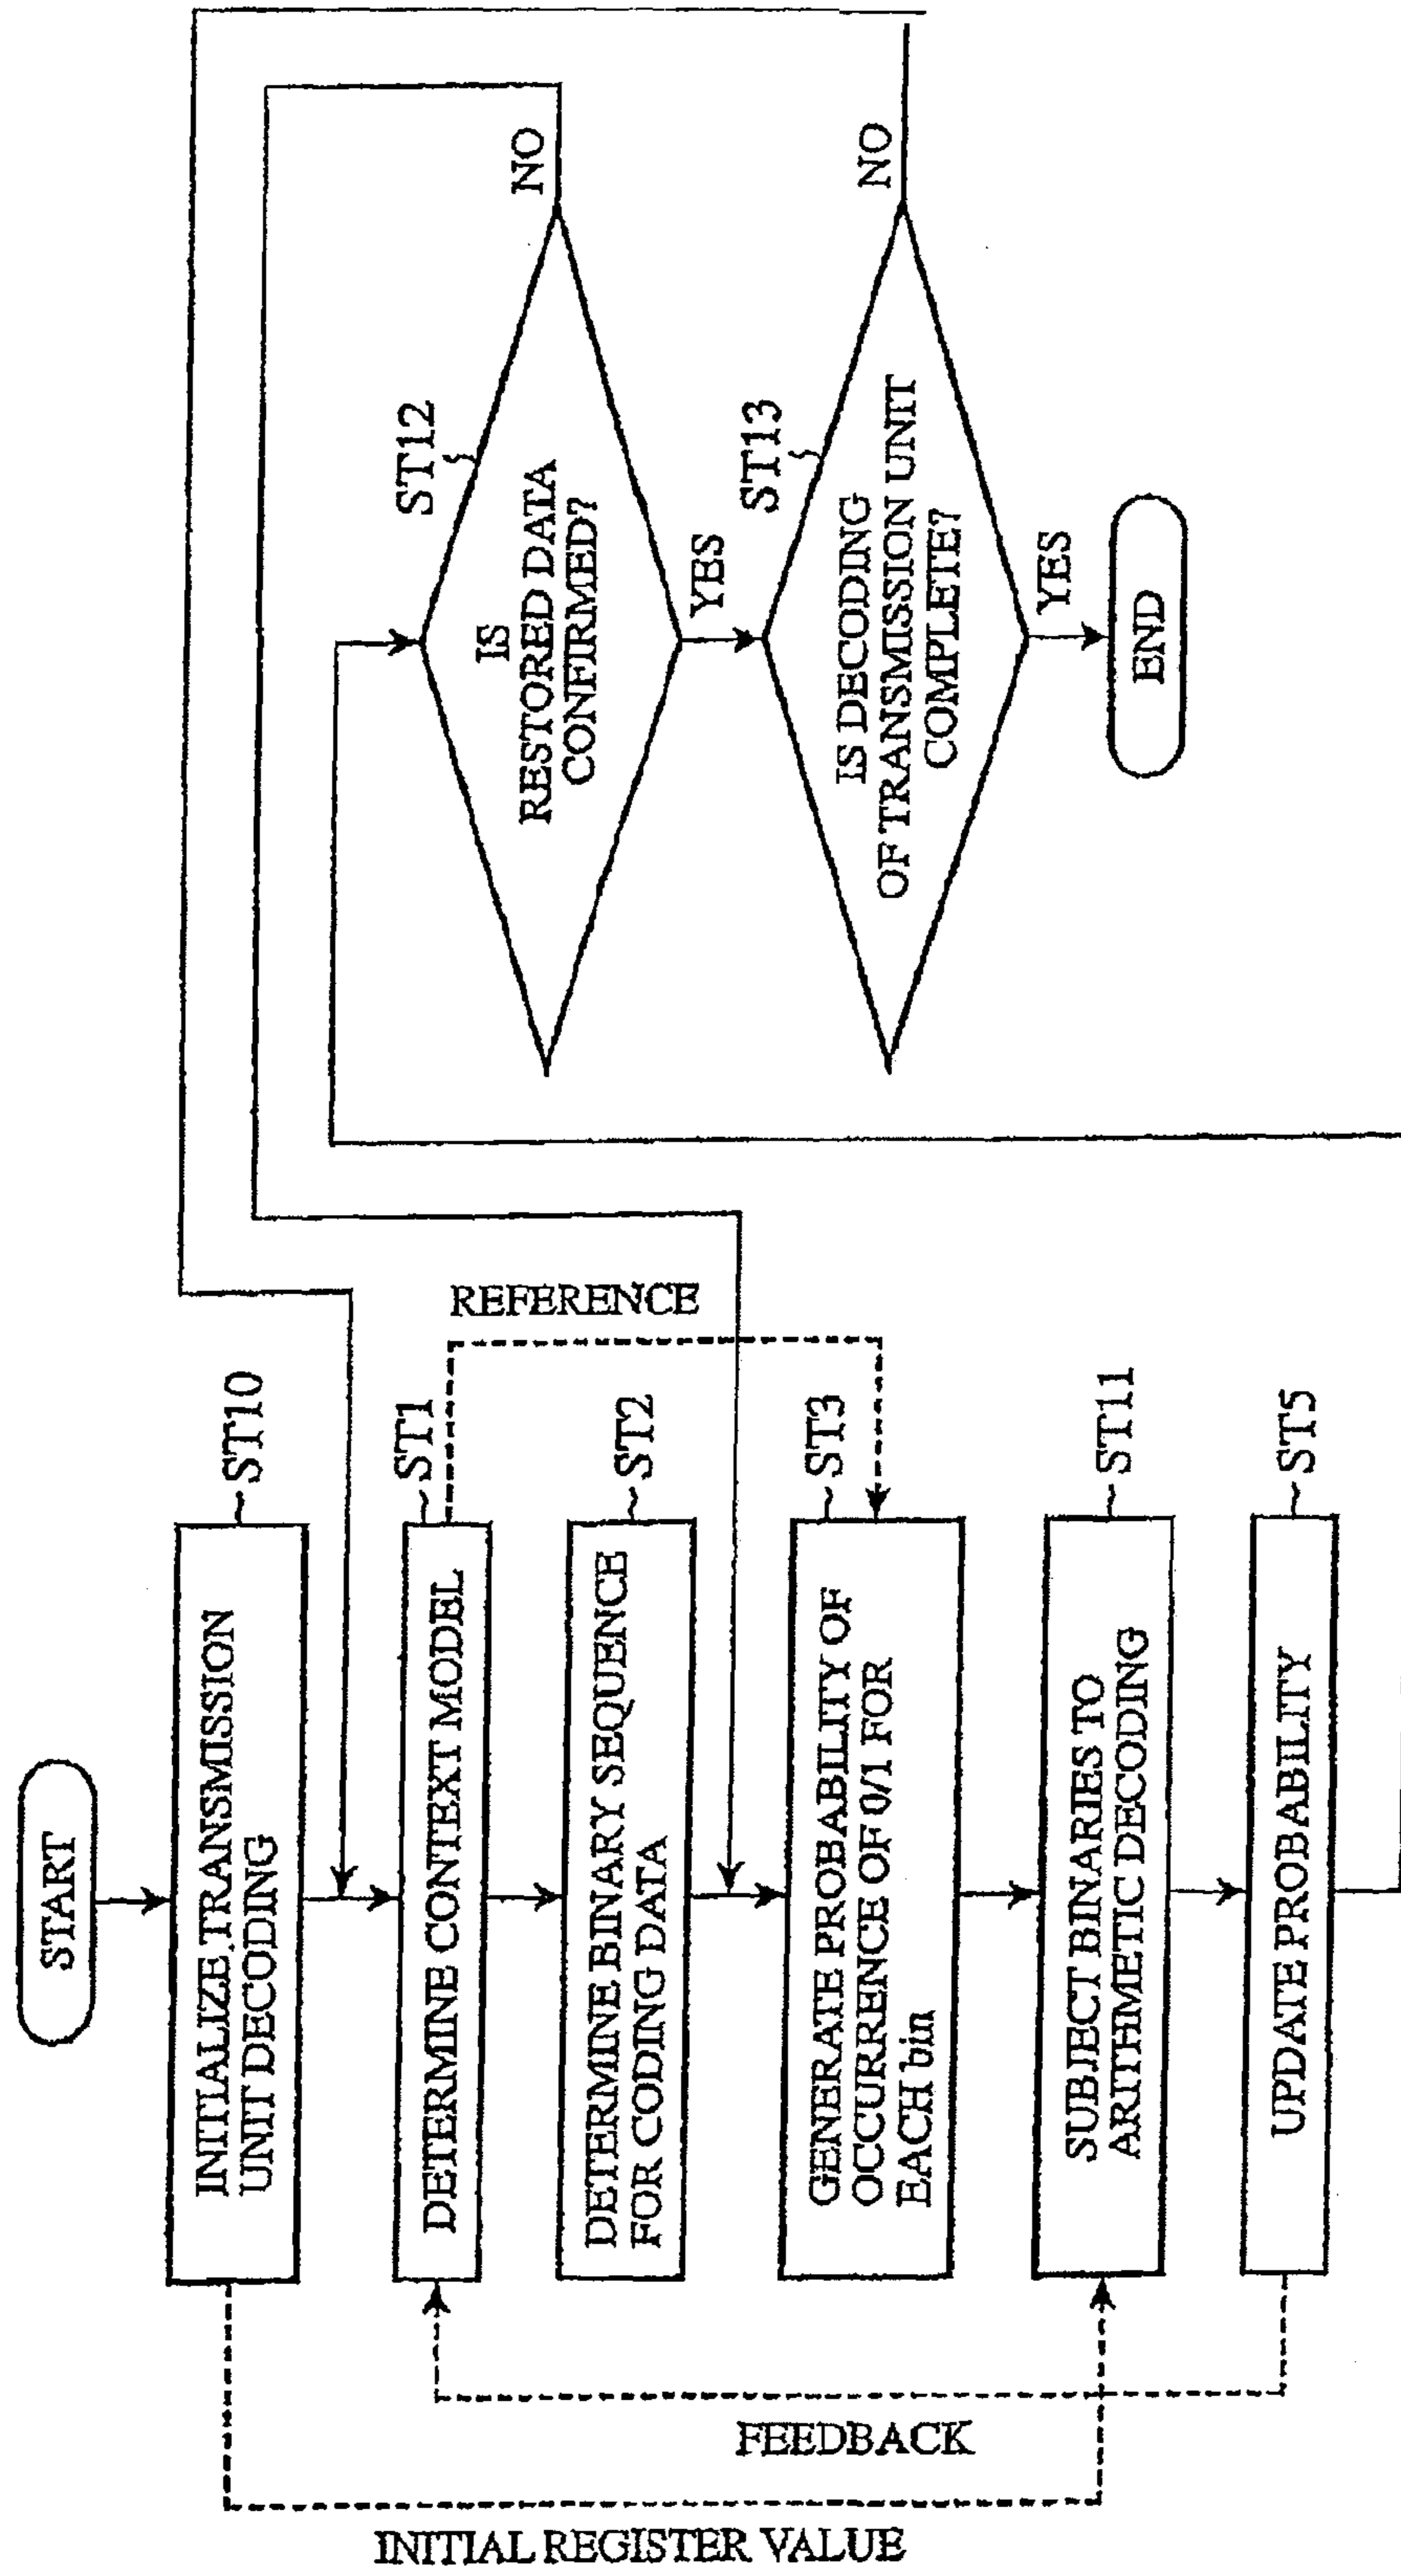 START
INITIALIZE TRANSMISSION
UNIT DECODING
ST10
DETERMINE CONTEXT MODEL
ST1
REFERENCE
DETERMINE BINARY SEQUENCE
FOR CODING DATA
ST2
GENERATE PROBABILITY OF
OCCURRENCE OF 0/1 FOR
EACH bin
ST3
SUBJECT BINARIES TO
ARITHMETIC DECODING
ST11
UPDATE PROBABILITY
ST5
FEEDBACK
INITIAL REGISTER VALUE
ST12
IS
RESTORED DATA
CONFIRMED?
NO
YES
ST13
IS DECODING
OF TRANSMISSION UNIT
COMPLETE?
NO
YES
END